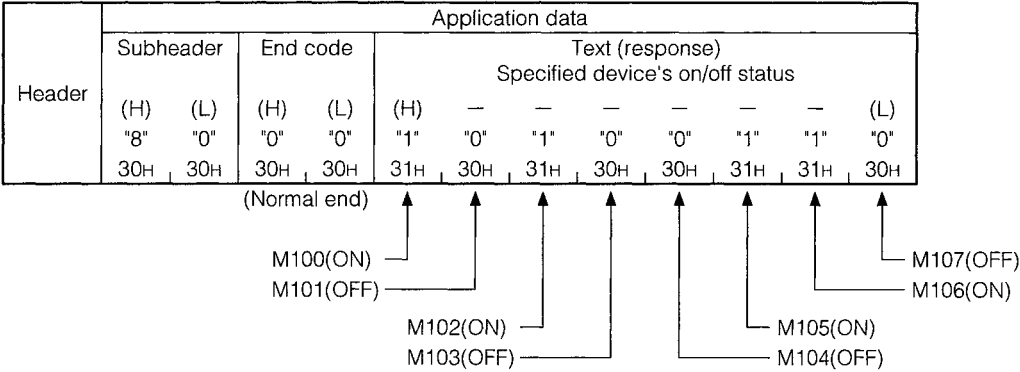 Application data
Subheader End code Text (response)
Specified device's on/off status
Header
(H) (L) (H) (L) (H) – – – – – – (L)
"8" "0" "0" "0" "1" "0" "1" "0" "0" "1" "1" "0"
30H 30H 30H 30H 31H 30H 31H 30H 30H 31H 31H 30H
(Normal end)
M100(ON) M107(OFF)
M101(OFF) M106(ON)
M102(ON) M105(ON)
M103(OFF) M104(OFF)